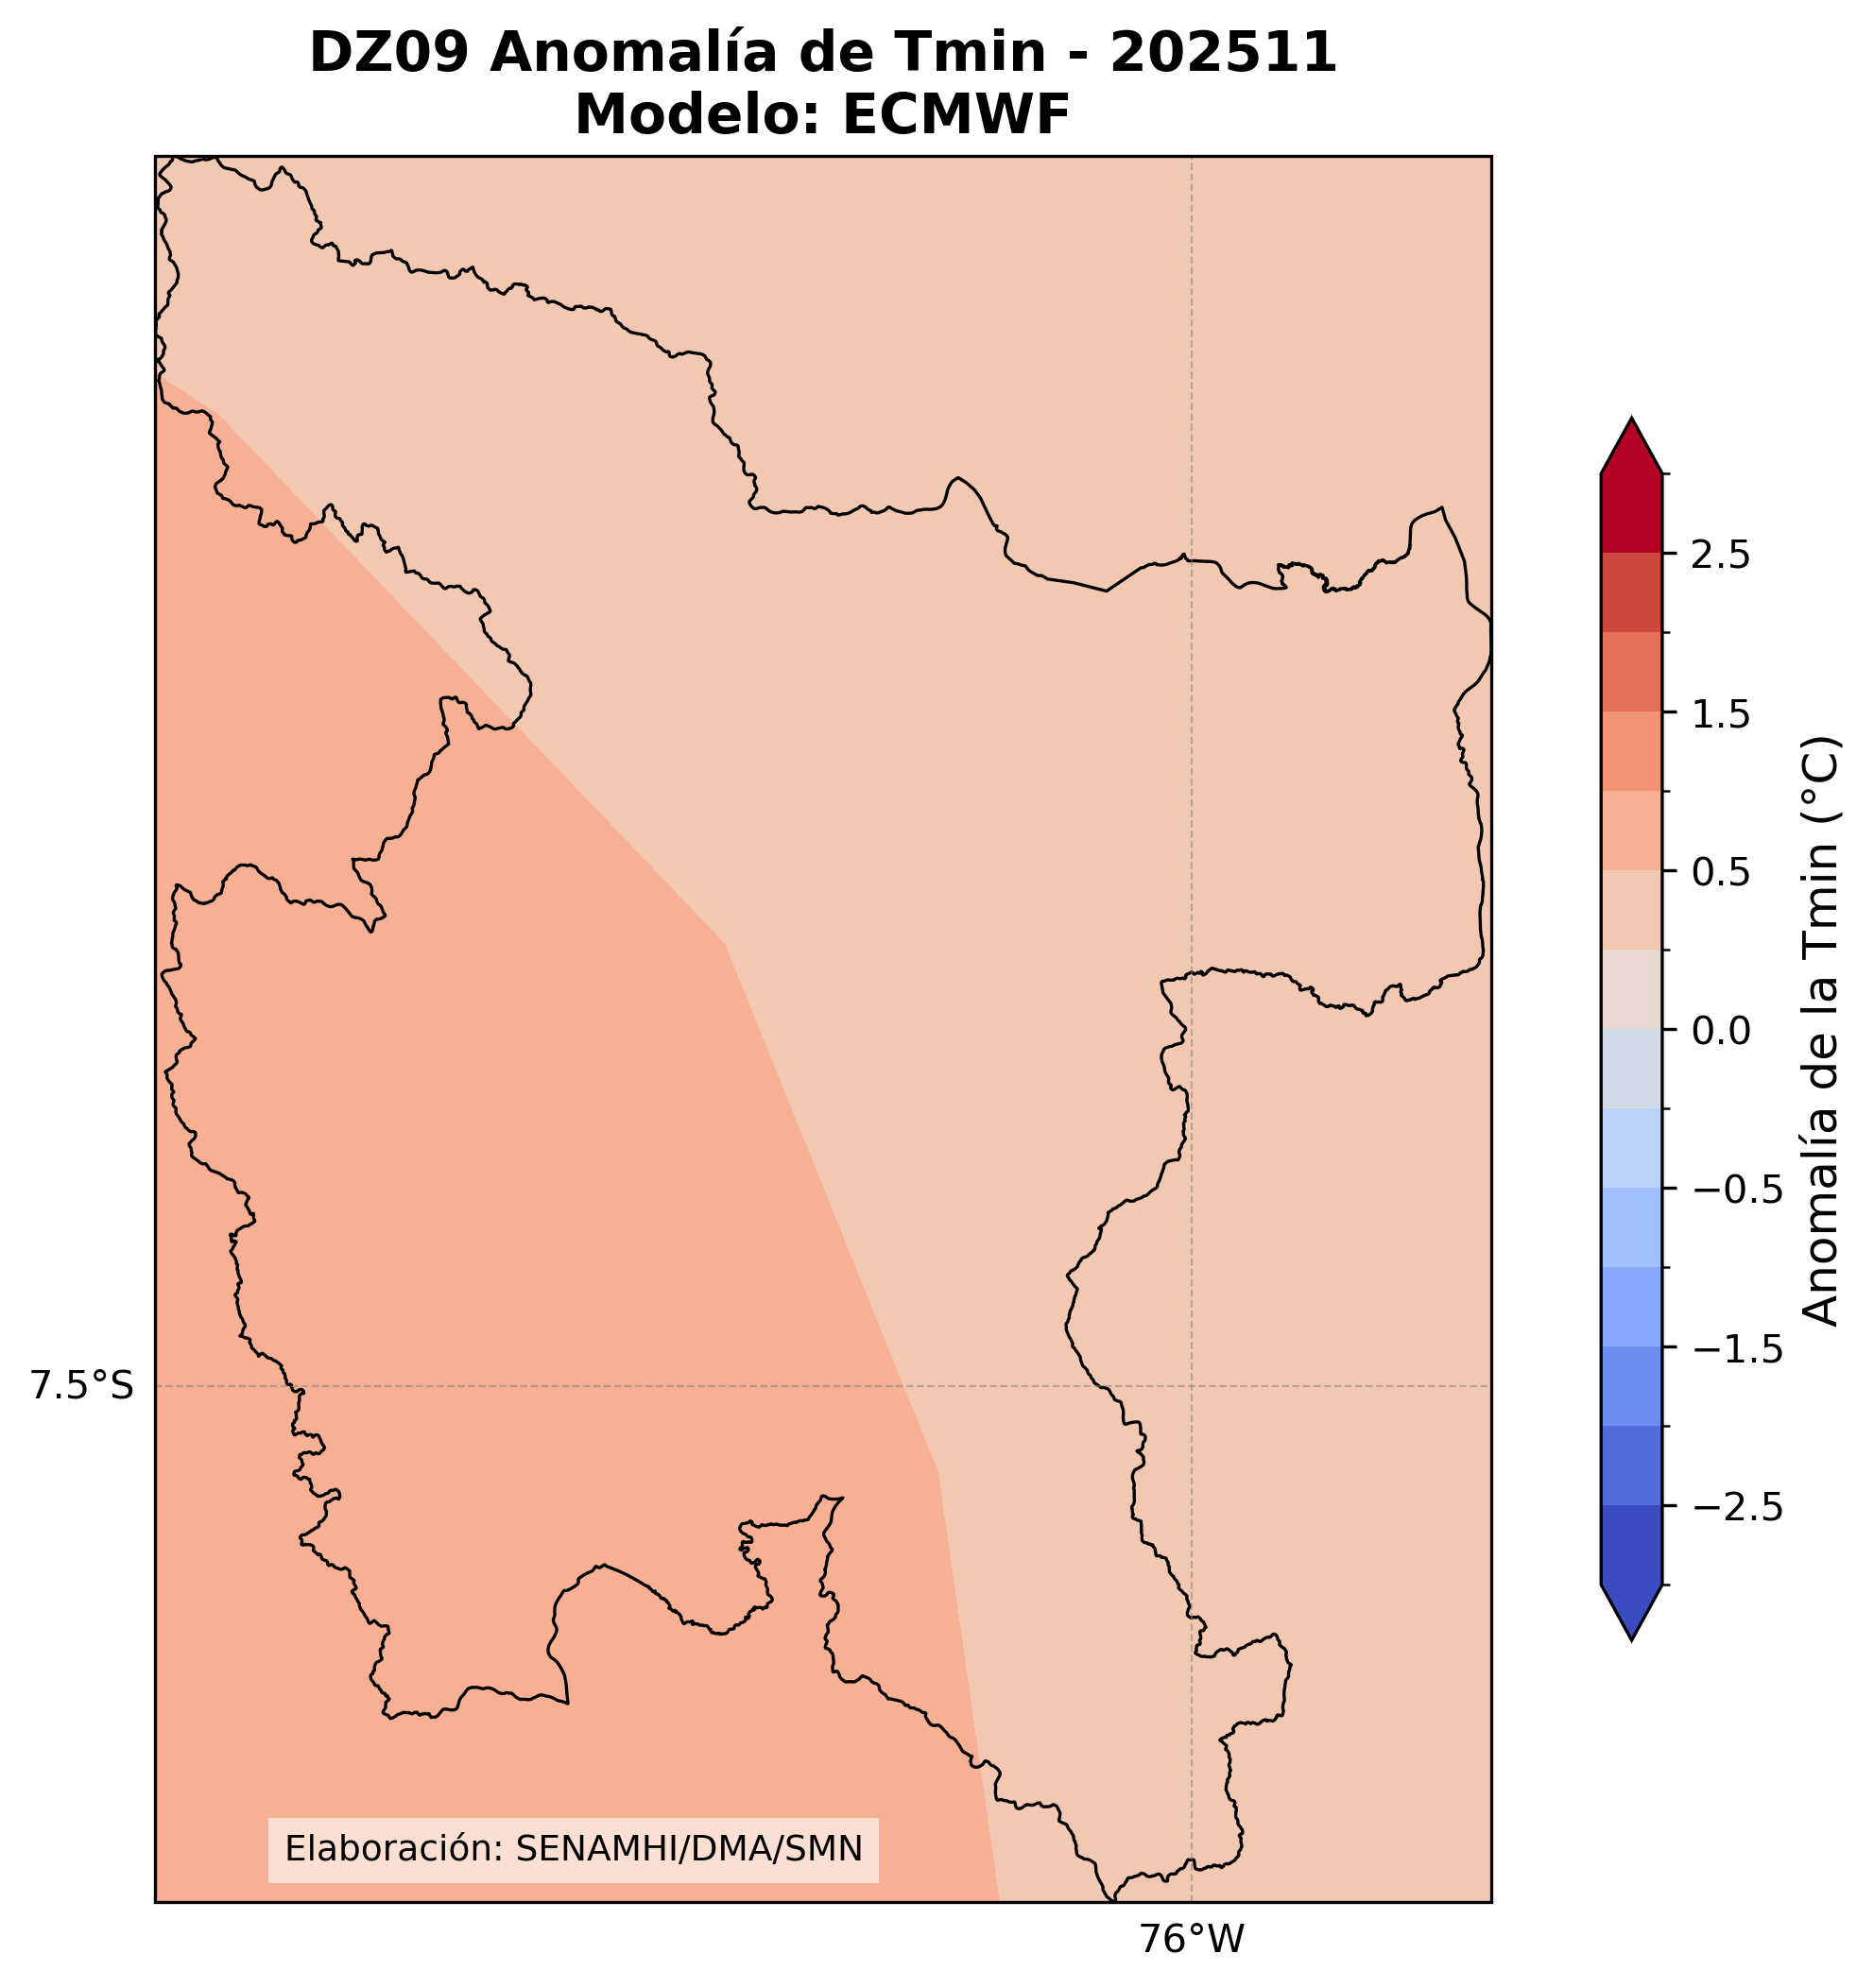 DZ09 Anomalía de Tmin - 202511
Modelo: ECMWF
2.5
1.5
0.5
0.0
−0.5
−1.5
−2.5
Anomalía de la Tmin (°C)
7.5°S
Elaboración: SENAMHI/DMA/SMN
76°W